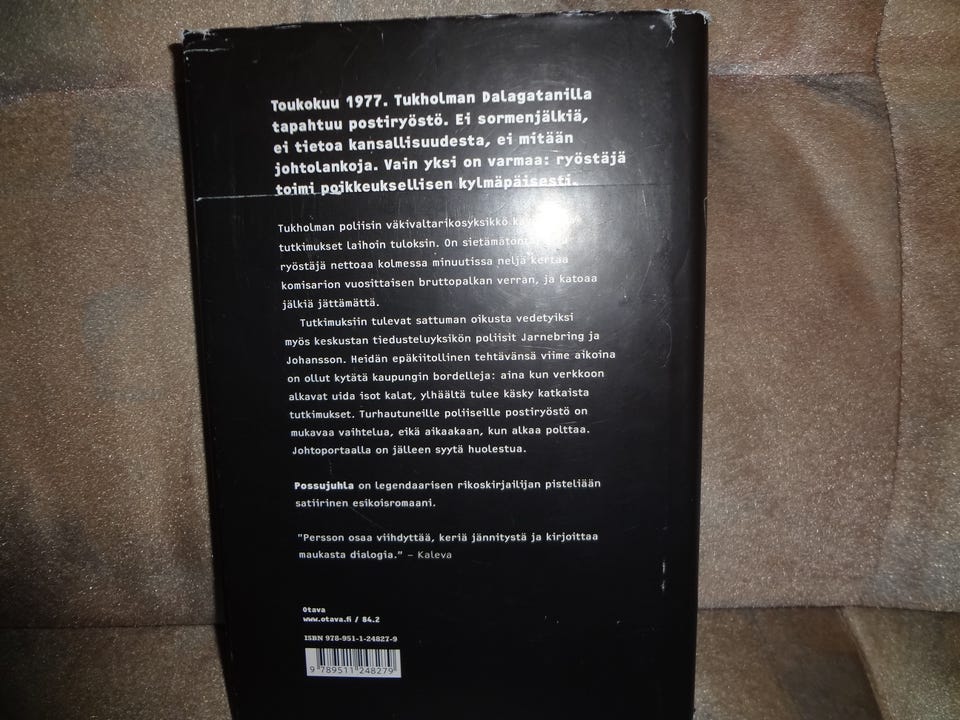 Toukokuu 1977. Tukholman Dalagatanilla
tapahtuu postiryöstö. Ei sormenjälkiä,
ei tietoa kansallisuudesta, ei mitään
johtolankoja. Vain yksi on varmaa: ryöstäjä
toimi poikkeuksellisen kylmäpäisesti.
Tukholman poliisin väkivaltarikosyksikkö
tutkimukset laihoin tuloksin. On sietämätöntä
ryöstäjä nettoaa kolmessa minuutissa neljä kertaa
komisarion vuosittaisen bruttopalkan verran, ja katoaa
jälkiä jättämättä.
Tutkimuksiin tulevat sattuman oikusta vedetyiksi
myös keskustan tiedusteluyksikön poliisit Jarnebring ja
Johansson. Heidän epäkiitollinen tehtävänsä viime aikoina
on ollut kytätä kaupungin bordelleja: aina kun verkkoon
alkavat uida isot kalat, ylhäältä tulee käsky katkaista
tutkimukset. Turhautuneille poliiseille postiryöstö on
mukavaa vaihtelua, eikä aikaakaan, kun alkaa polttaa.
Johtoportaalla on jälleen syytä huolestua.
Possujuhla on legendaarisen rikoskirjailijan pisteliään
satiirinen esikoisromaani.
"Persson osaa viihdyttää, keriä jännitystä ja kirjoittaa
maukasta dialogia." – Kaleva
Otava
www.otava.fi / 84.2
ISBN 978-951-1-24827-9
9 789511 248279